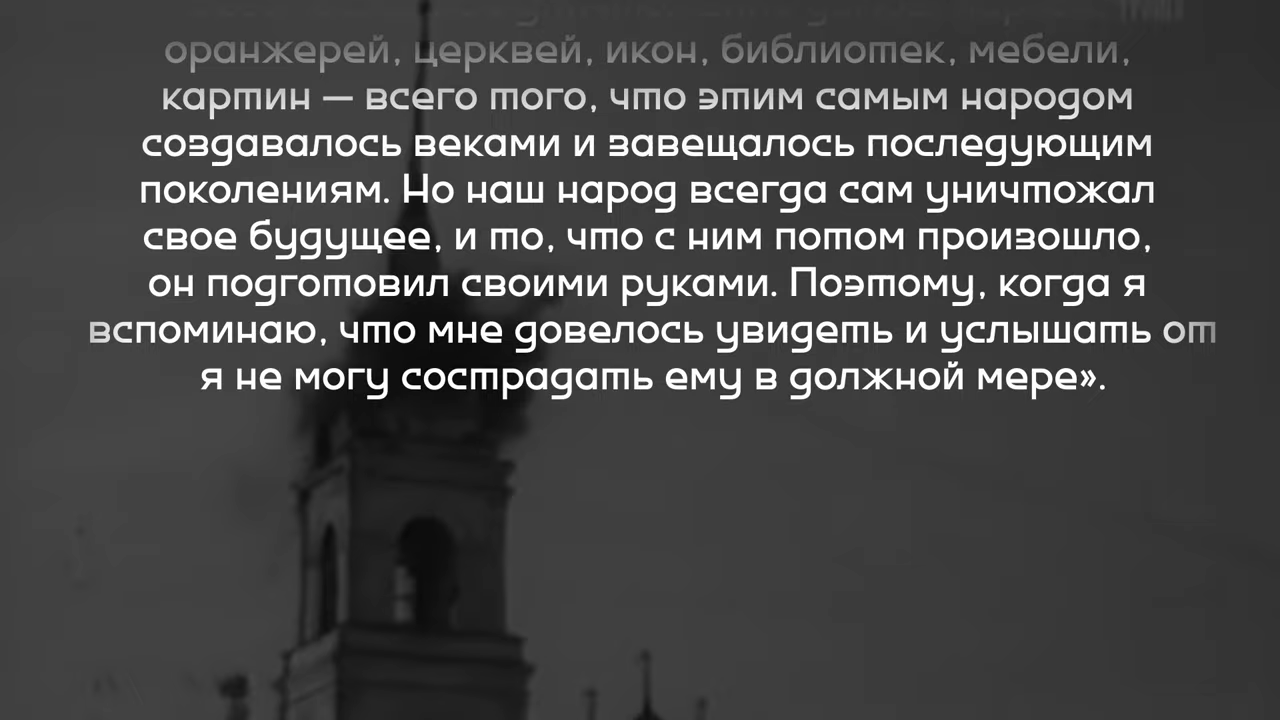 оранжерей, церквей, икон, библиотек, мебели,
картин — всего того, что этим самым народом
создавалось веками и завещалось последующим
поколениям. Но наш народ всегда сам уничтожал
свое будущее, и то, что с ним потом произошло,
он подготовил своими руками. Поэтому, когда я
вспоминаю, что мне довелось увидеть и услышать от
я не могу сострадать ему в должной мере».